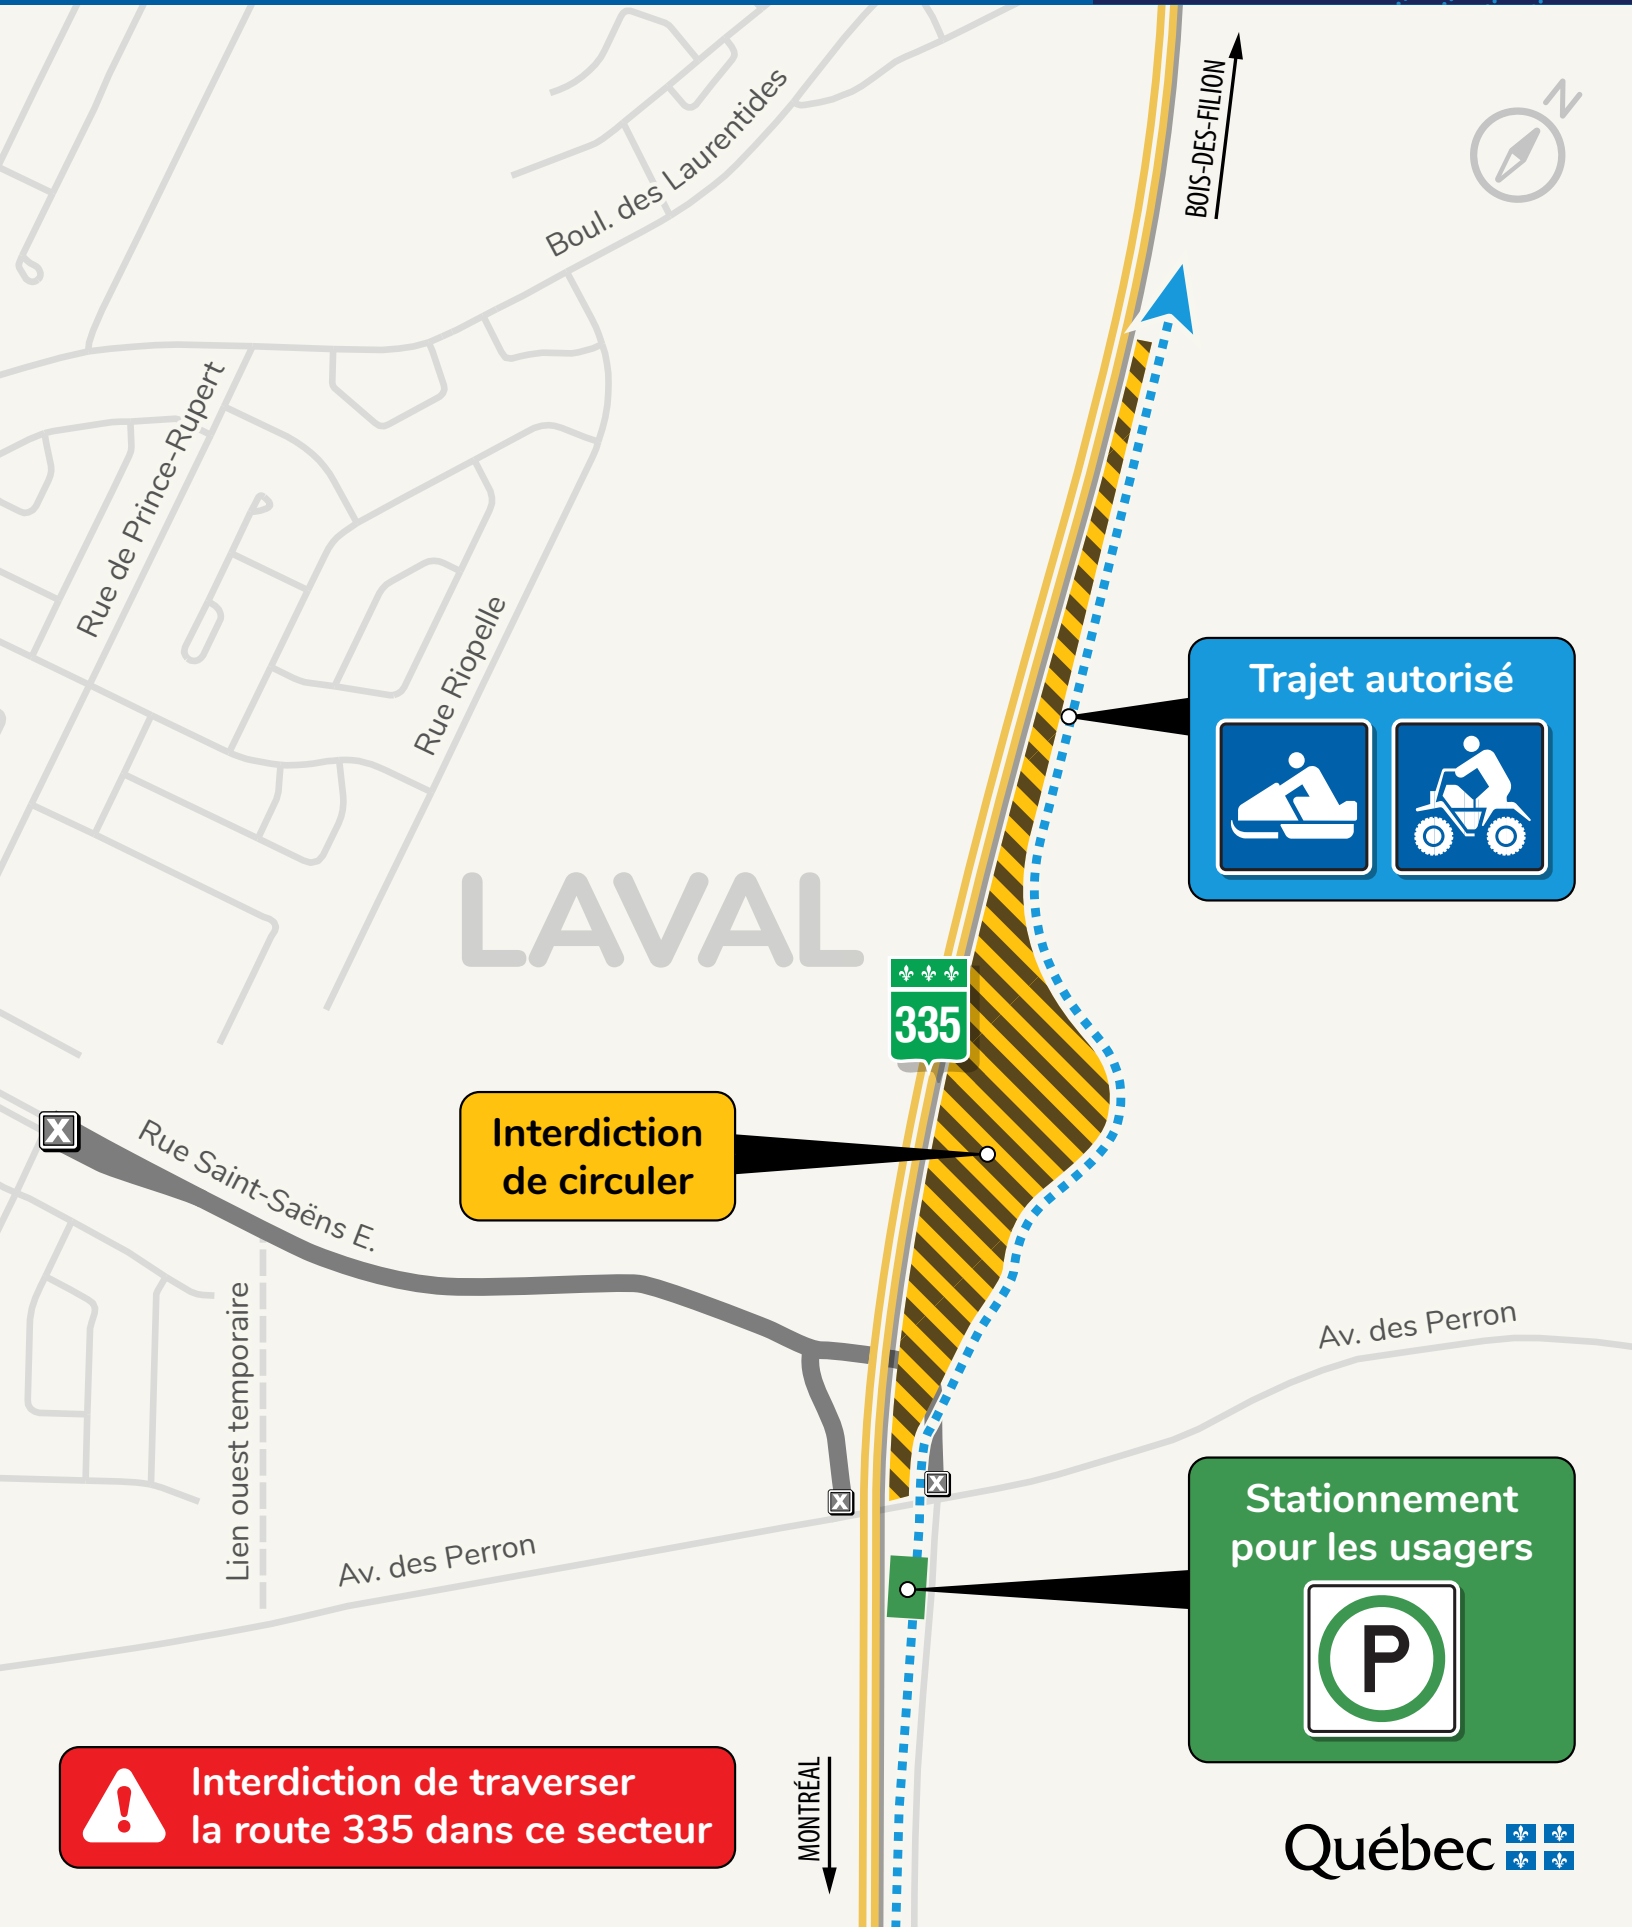 BOIS-DES-FILION
N
Boul. des Laurentides
Rue de Prince-Rupert
Rue Riopelle
Trajet autorisé
LAVAL
335
Interdiction
de circuler
X
Rue Saint-Saëns E.
Lien ouest temporaire
Av. des Perron
X
X
Av. des Perron
Stationnement
pour les usagers
P
MONTRÉAL
Interdiction de traverser
la route 335 dans ce secteur
Québec